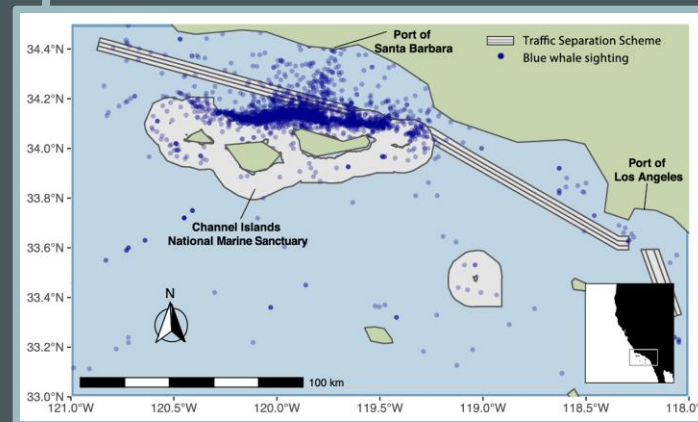 Port of
Santa Barbara
Traffic Separation Scheme
Blue whale sighting
34.4°N
34.2°N
34.0°N
33.8°N
33.6°N
33.4°N
33.2°N
33.0°N
Port of
Los Angeles
Channel Islands
National Marine Sanctuary
N
100 km
121.0°W
120.5°W
120.0°W
119.5°W
119.0°W
118.5°W
118.0°